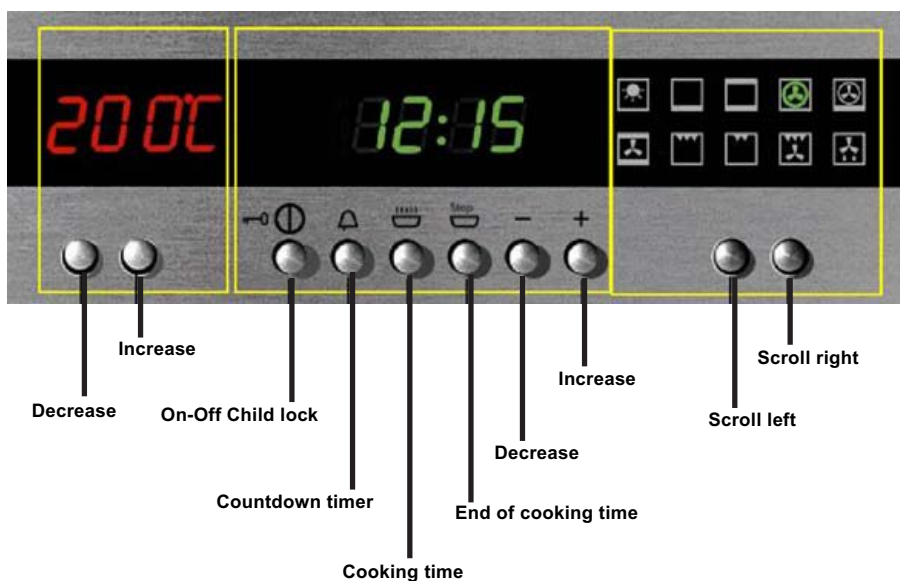 200°C
12:15
Stop
− +
Increase
Decrease
On-Off Child lock
Countdown timer
Cooking time
End of cooking time
Decrease
Increase
Scroll left
Scroll right